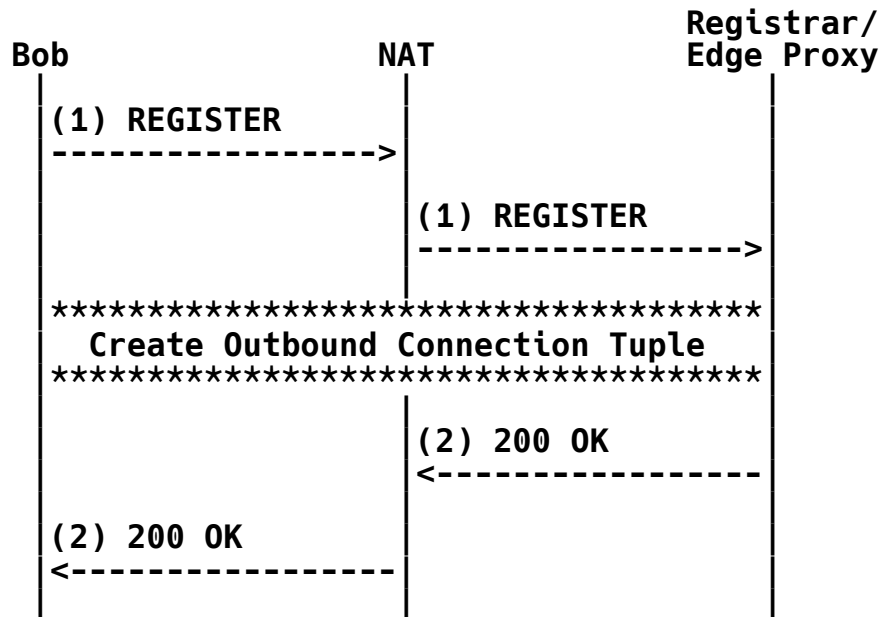 Registrar/
Bob NAT Edge Proxy
(1) REGISTER
----------------->
(1) REGISTER
----------------->
*************************************
Create Outbound Connection Tuple
*************************************
(2) 200 OK
<-----------------
(2) 200 OK
<-----------------